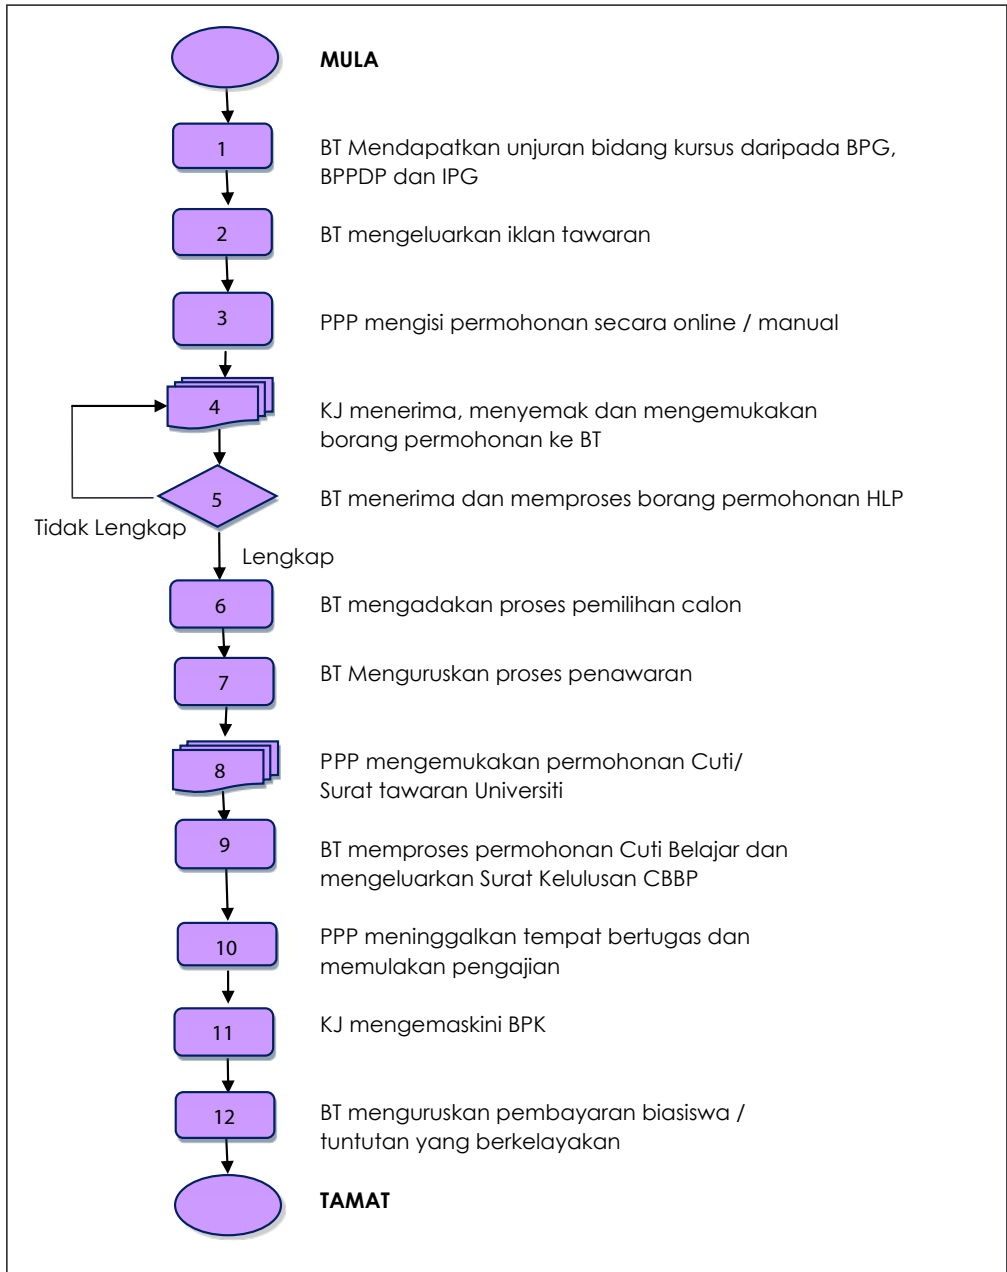 MULA
1
BT Mendapatkan unjuran bidang kursus daripada BPG,
BPPDP dan IPG
2
BT mengeluarkan iklan tawaran
3
PPP mengisi permohonan secara online / manual
4
KJ menerima, menyemak dan mengemukakan
borang permohonan ke BT
5
BT menerima dan memproses borang permohonan HLP
Tidak Lengkap
Lengkap
6
BT mengadakan proses pemilihan calon
7
BT Menguruskan proses penawaran
8
PPP mengemukakan permohonan Cuti/
Surat tawaran Universiti
9
BT memproses permohonan Cuti Belajar dan
mengeluarkan Surat Kelulusan CBBP
10
PPP meninggalkan tempat bertugas dan
memulakan pengajian
11
KJ mengemaskini BPK
12
BT menguruskan pembayaran biasiswa /
tuntutan yang berkelayakan
TAMAT